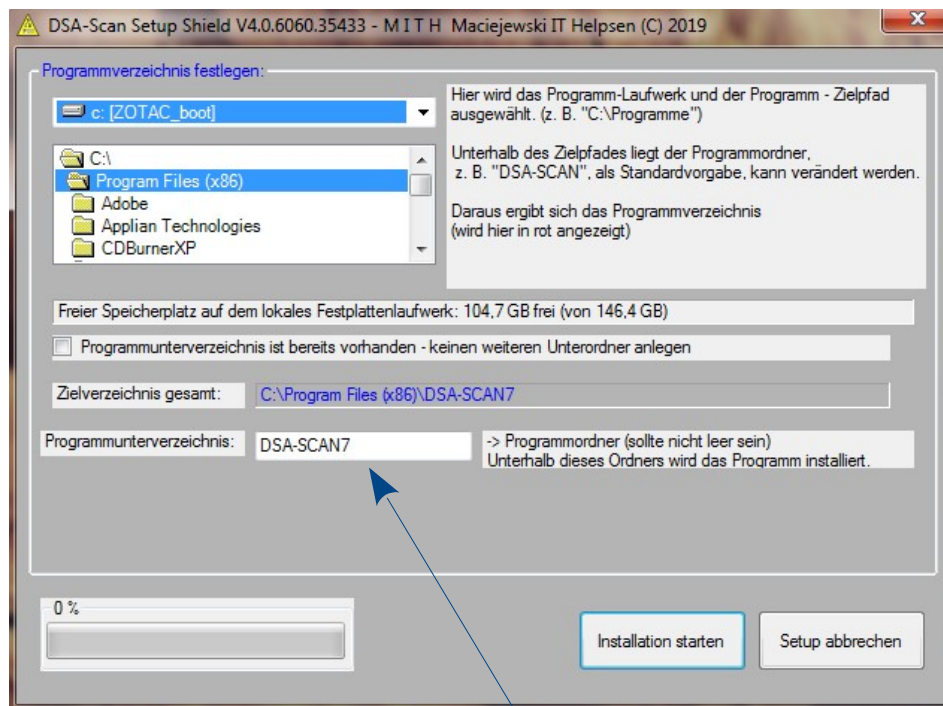 DSA-Scan Setup Shield V4.0.6060.35433 - M I T H Maciejewski IT Helpsen (C) 2019
Programmverzeichnis festlegen:
c: [ZOTAC_boot]
Hier wird das Programm-Laufwerk und der Programm - Zielpfad
ausgewählt. (z. B. "C:\Programme")
Unterhalb des Zielpfades liegt der Programmordner,
z. B. "DSA-SCAN", als Standardvorgabe, kann verändert werden.
Daraus ergibt sich das Programmverzeichnis
(wird hier in rot angezeigt)
C:\
Program Files (x86)
Adobe
Applian Technologies
CDBurnerXP
Freier Speicherplatz auf dem lokales Festplattenlaufwerk: 104,7 GB frei (von 146,4 GB)
Programmunterverzeichnis ist bereits vorhanden - keinen weiteren Unterordner anlegen
Zielverzeichnis gesamt: C:\Program Files (x86)\DSA-SCAN7
Programmunterverzeichnis: DSA-SCAN7
-> Programmordner (sollte nicht leer sein)
Unterhalb dieses Ordners wird das Programm installiert.
0 %
Installation starten
Setup abbrechen